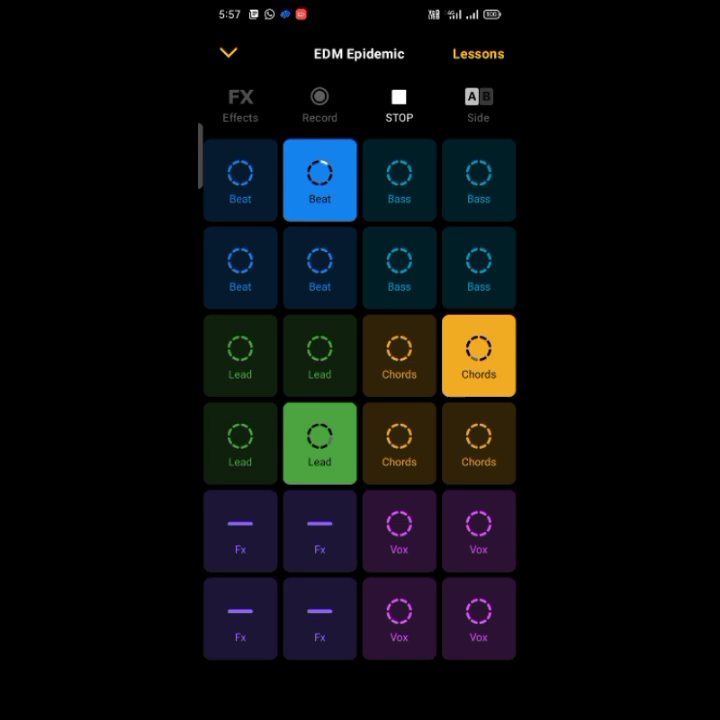 5:57
EDM Epidemic Lessons
FX
A B
Effects Record STOP Side
Beat Beat Bass Bass
Beat Beat Bass Bass
Lead Lead Chords Chords
Lead Lead Chords Chords
Fx Fx Vox Vox
Fx Fx Vox Vox